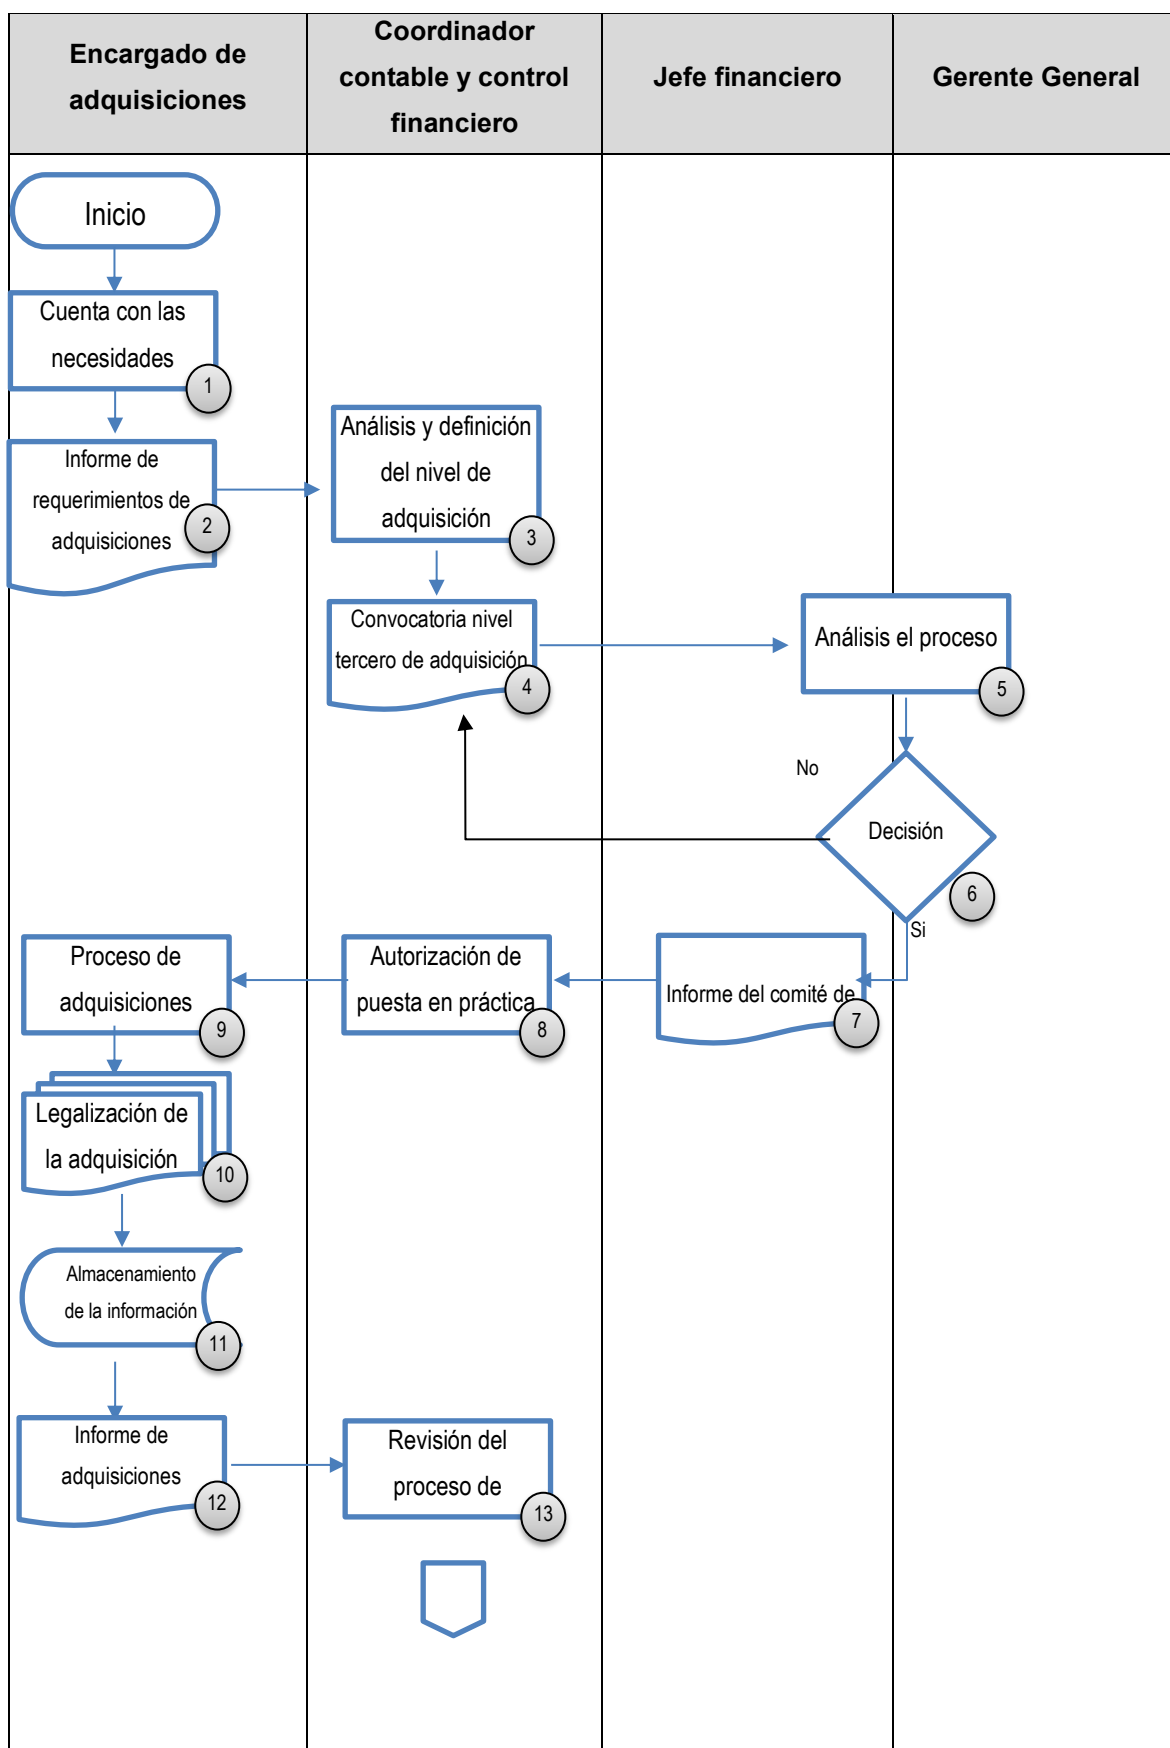 Encargado de
adquisiciones
Coordinador
contable y control
financiero
Jefe financiero
Gerente General
Inicio
Cuenta con las
necesidades
1
Informe de
requerimientos de
adquisiciones
2
Análisis y definición
del nivel de
adquisición
3
Convocatoria nivel
tercero de adquisición
4
Análisis el proceso
5
No
Decisión
6
Si
Informe del comité de
7
Autorización de
puesta en práctica
8
Proceso de
adquisiciones
9
Legalización de
la adquisición
10
Almacenamiento
de la información
11
Informe de
adquisiciones
12
Revisión del
proceso de
13